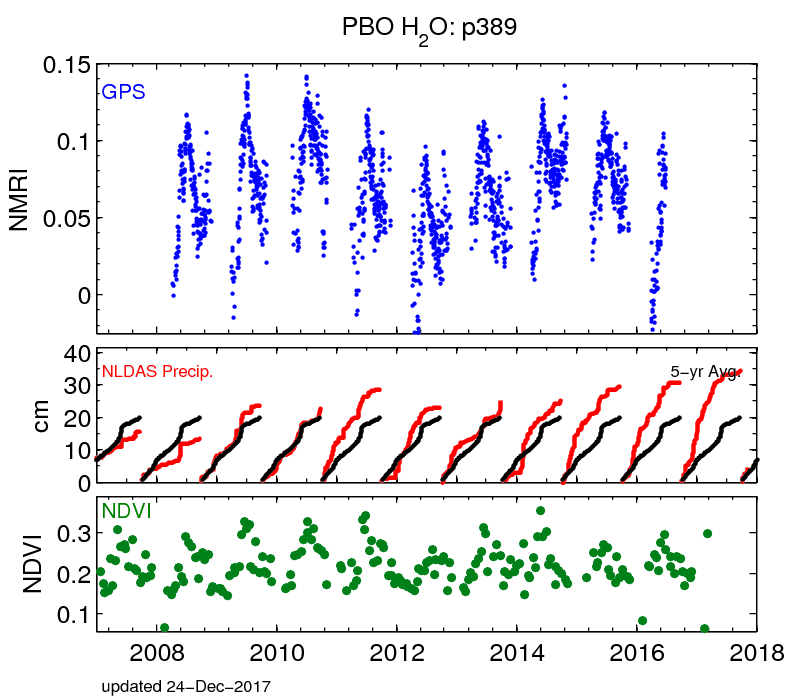 PBO H2O: p389
0.15
GPS
0.1
NMRI
0.05
0
40
NLDAS Precip.
5−yr Avg.
30
cm
20
10
0
NDVI
0.3
NDVI
0.2
0.1
2008 2010 2012 2014 2016 2018
updated 24−Dec−2017